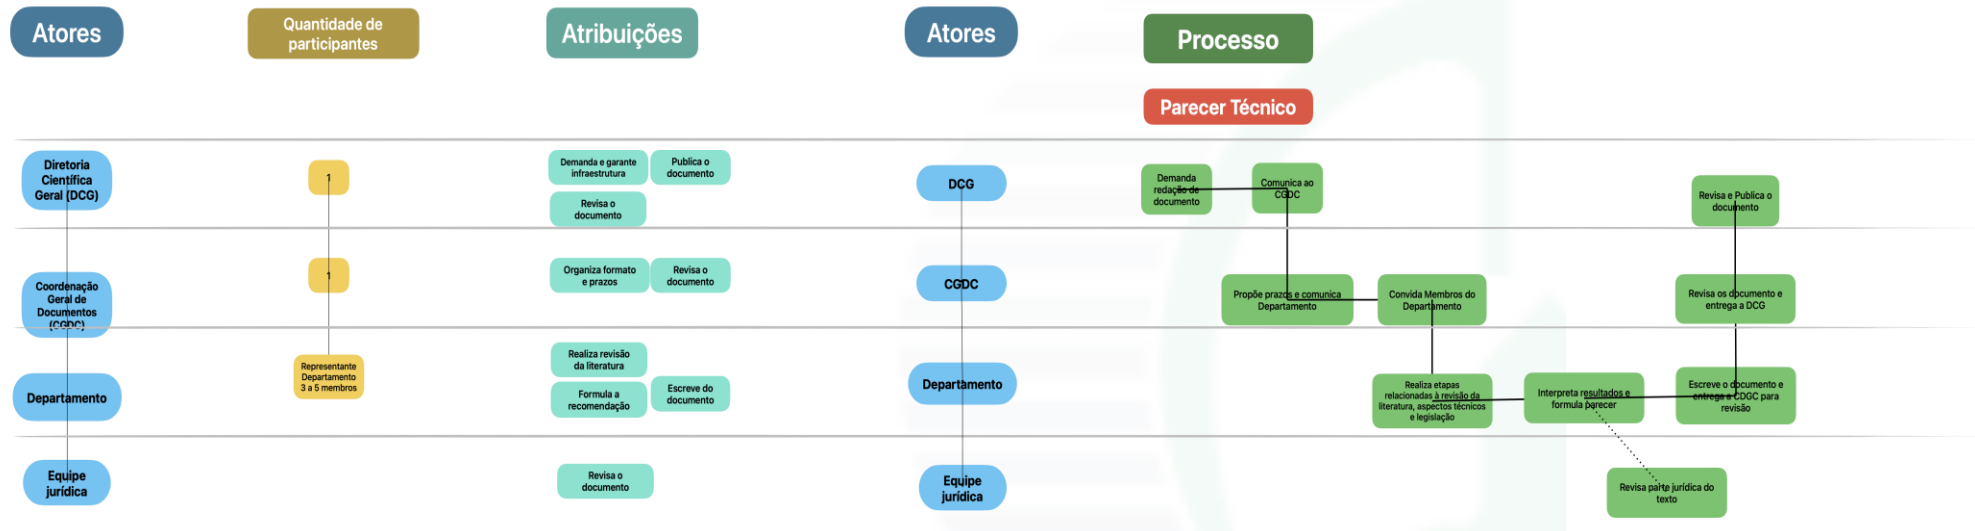 Atores
Quantidade de
participantes
Atribuições
Atores
Processo
Parecer Técnico
Diretoria
Científica
Geral (DCG)
1
Demanda e garante
infraestrutura
Publica o
documento
Revisa o
documento
DCG
Demanda
redação de
documento
Comunica ao
CGDC
Revisa e Publica o
documento
Coordenação
Geral de
Documentos
(CGDC)
1
Organiza formato
e prazos
Revisa o
documento
CGDC
Propõe prazos e comunica
Departamento
Convida Membros do
Departamento
Revisa os documento e
entrega a DCG
Departamento
Representante
Departamento
3 a 5 membros
Realiza revisão
da literatura
Formula a
recomendação
Escreve do
documento
Departamento
Realiza etapas
relacionadas à revisão da
literatura, aspectos técnicos
e legislação
Interpreta resultados e
formula parecer
Escreve o documento e
entrega a CDGC para
revisão
Equipe
jurídica
Revisa o
documento
Equipe
jurídica
Revisa parte jurídica do
texto